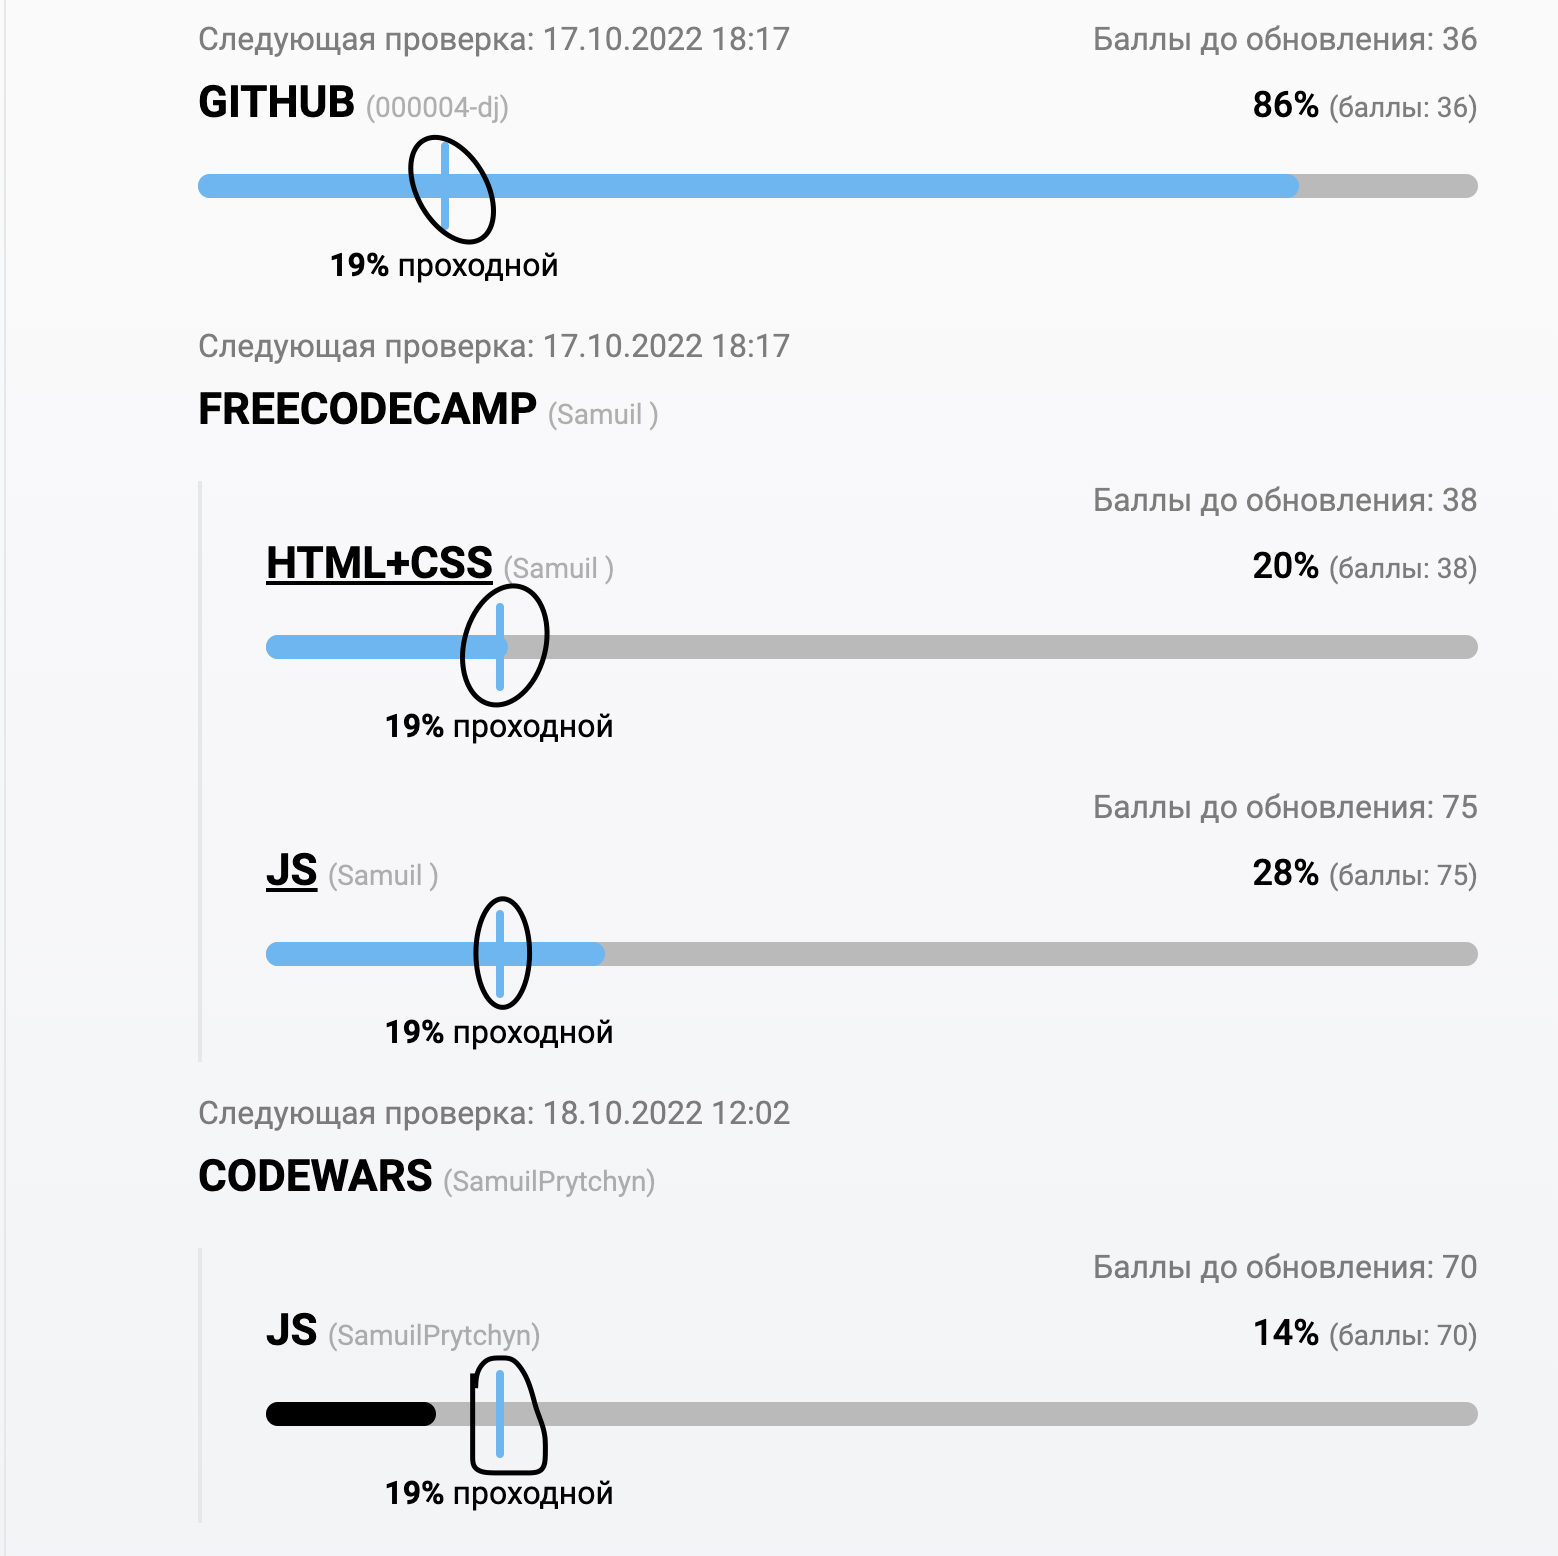 Следующая проверка: 17.10.2022 18:17 Баллы до обновления: 36
GITHUB (000004-dj) 86% (баллы: 36)
19% проходной
Следующая проверка: 17.10.2022 18:17
FREECODECAMP (Samuil )
Баллы до обновления: 38
HTML+CSS (Samuil ) 20% (баллы: 38)
19% проходной
Баллы до обновления: 75
JS (Samuil ) 28% (баллы: 75)
19% проходной
Следующая проверка: 18.10.2022 12:02
CODEWARS (SamuilPrytchyn)
Баллы до обновления: 70
JS (SamuilPrytchyn) 14% (баллы: 70)
19% проходной